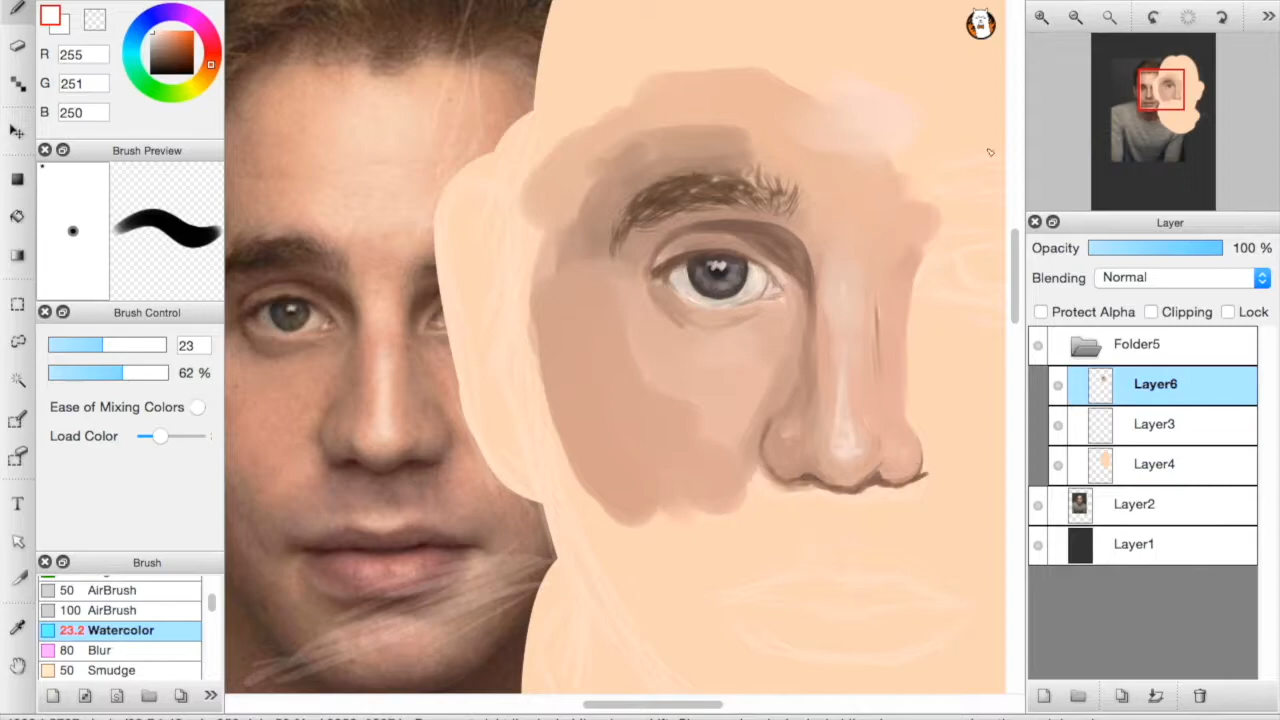 R 255
G 251
B 250
Brush Preview
Brush Control
23
62 %
Ease of Mixing Colors
Load Color
Brush
50 AirBrush
100 AirBrush
23.2 Watercolor
80 Blur
50 Smudge
Layer
Opacity 100 %
Blending Normal
Protect Alpha Clipping Lock
Folder5
Layer6
Layer3
Layer4
Layer2
Layer1